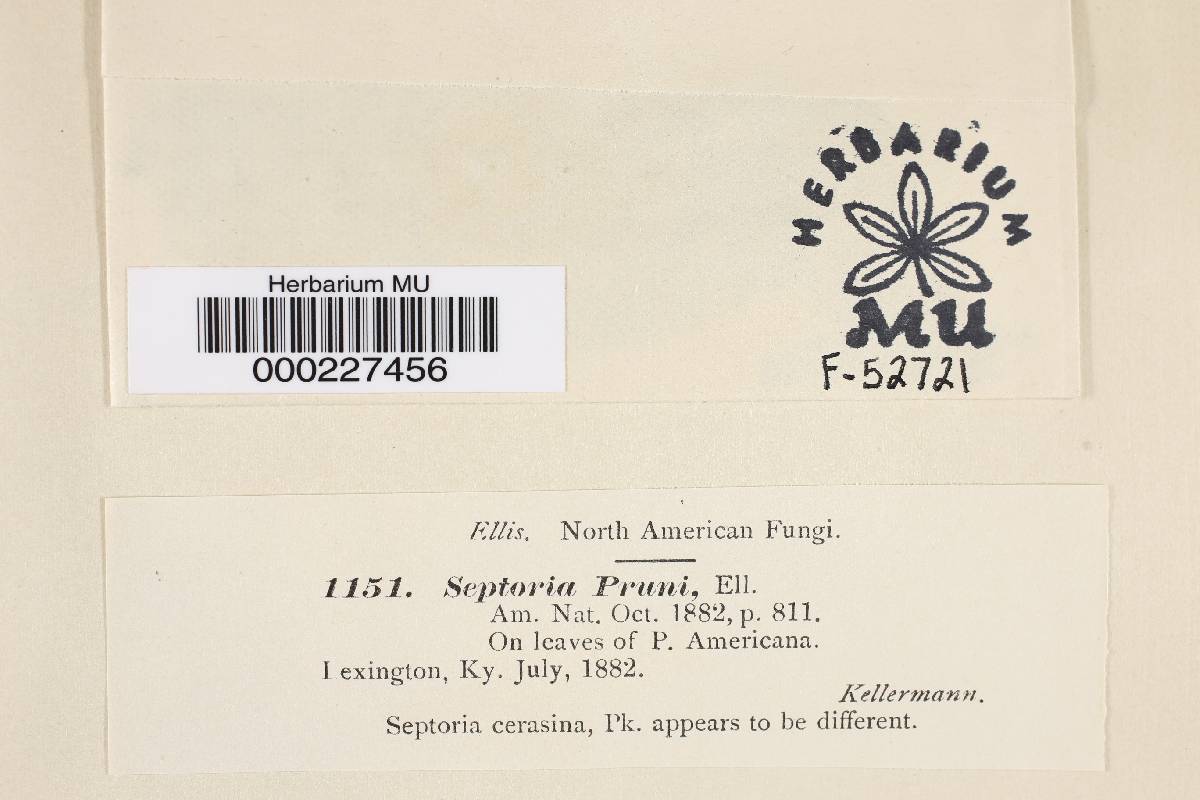 HERBARIUM
MU
F-52721
Herbarium MU
000227456
Ellis. North American Fungi.
1151. Septoria Pruni, Ell.
Am. Nat. Oct. 1882, p. 811.
On leaves of P. Americana.
Lexington, Ky. July, 1882.
Kellermann.
Septoria cerasina, Pk. appears to be different.